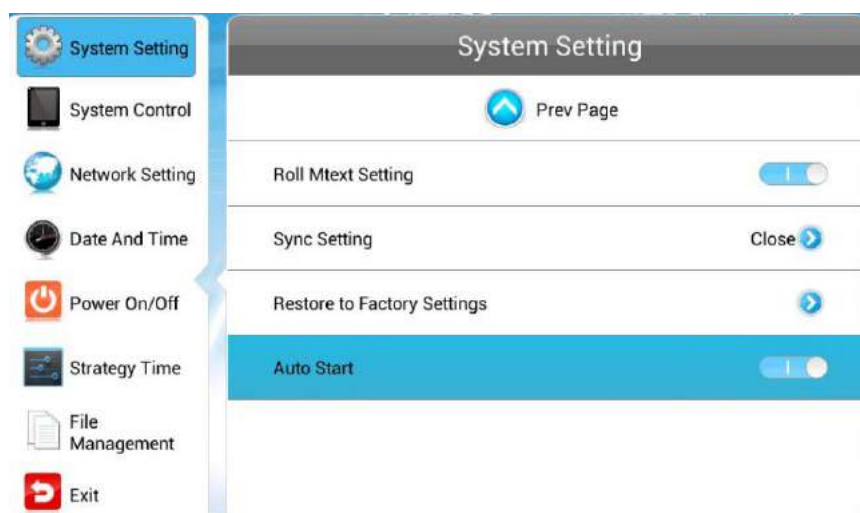 System Setting
System Control
Network Setting
Date And Time
Power On/Off
Strategy Time
File
Management
Exit
System Setting
Prev Page
Roll Mtext Setting
Sync Setting
Close
Restore to Factory Settings
Auto Start